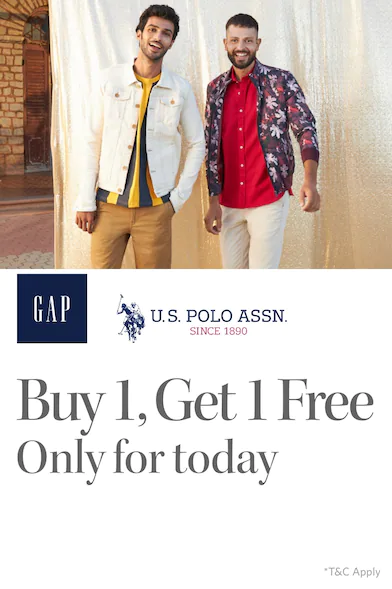 GAP
U.S. POLO ASSN.
SINCE 1890
Buy 1, Get 1 Free
Only for today
*T&C Apply